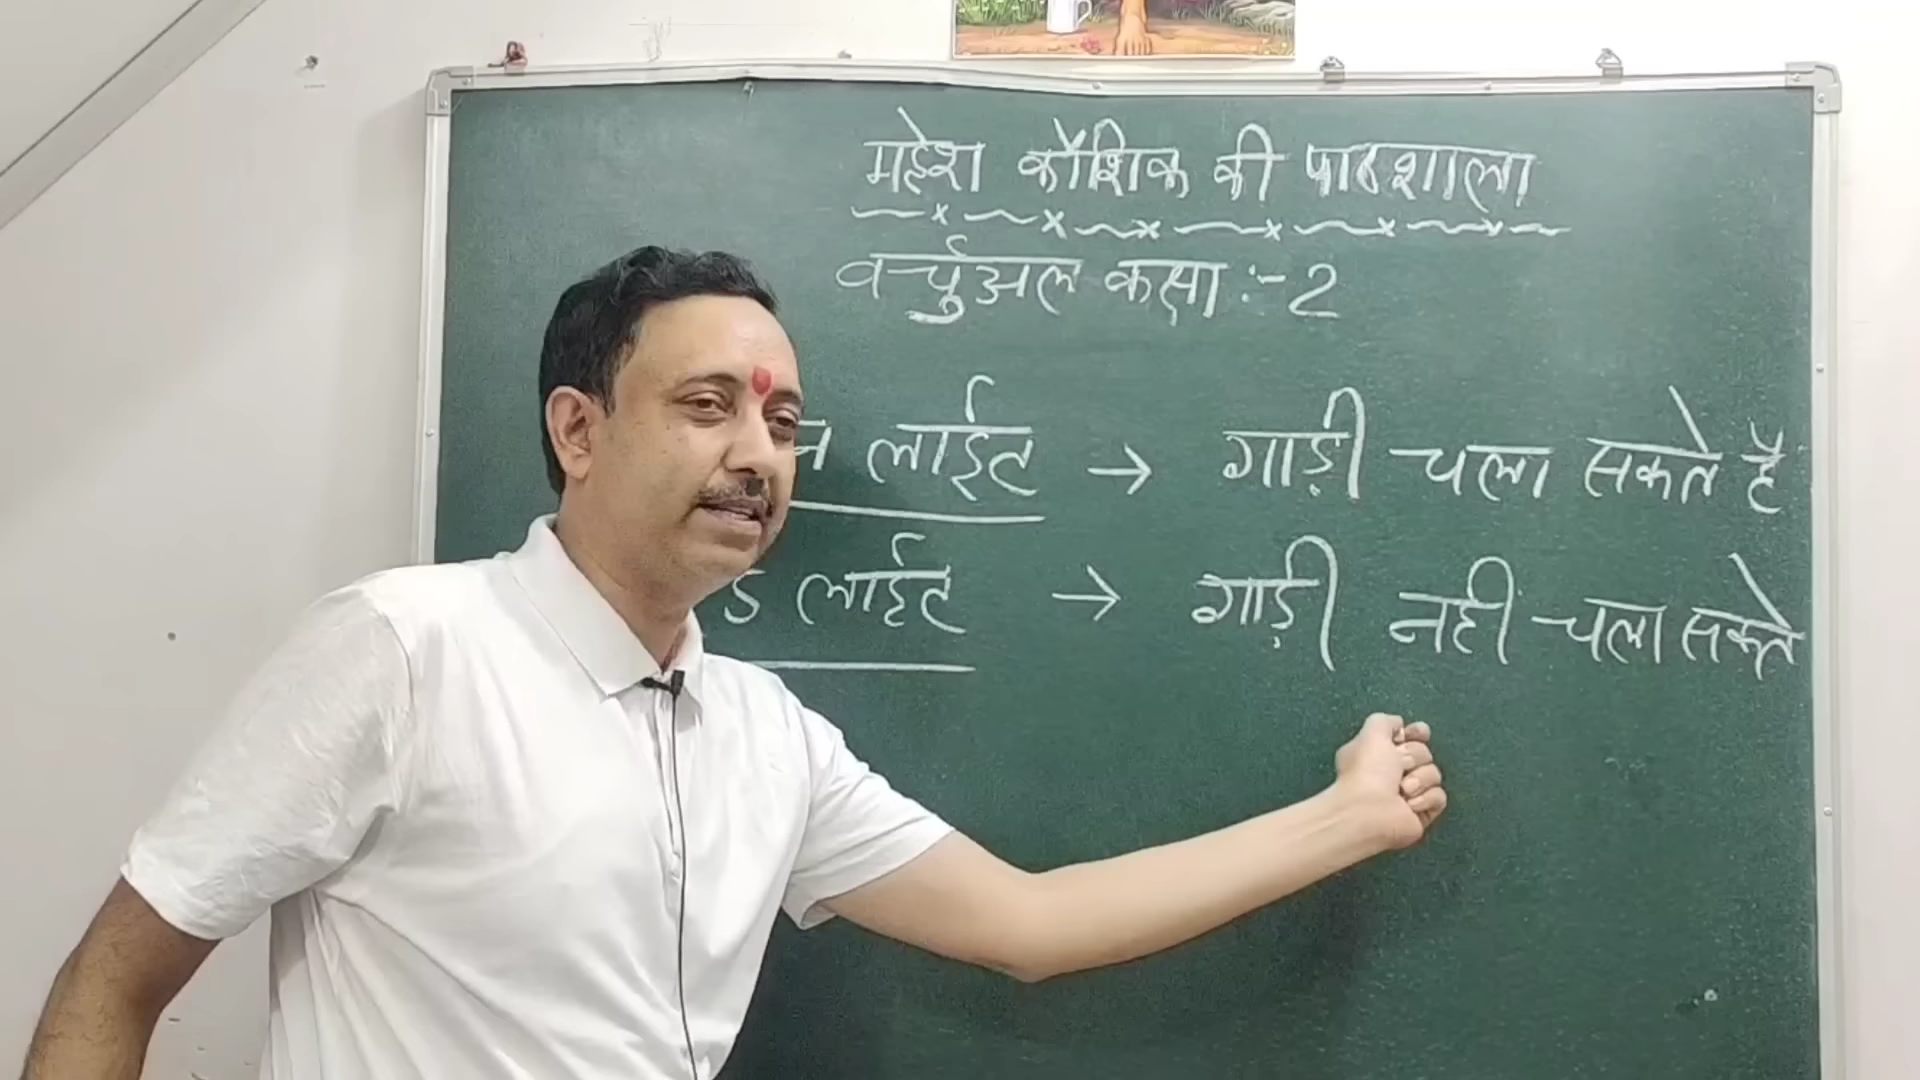 महेश कौशिक की पाठशाला
वर्चुअल कक्षा :- 2
न लाईट → गाड़ी चला सकते है
ड लाईट → गाड़ी नहीं चला सकते